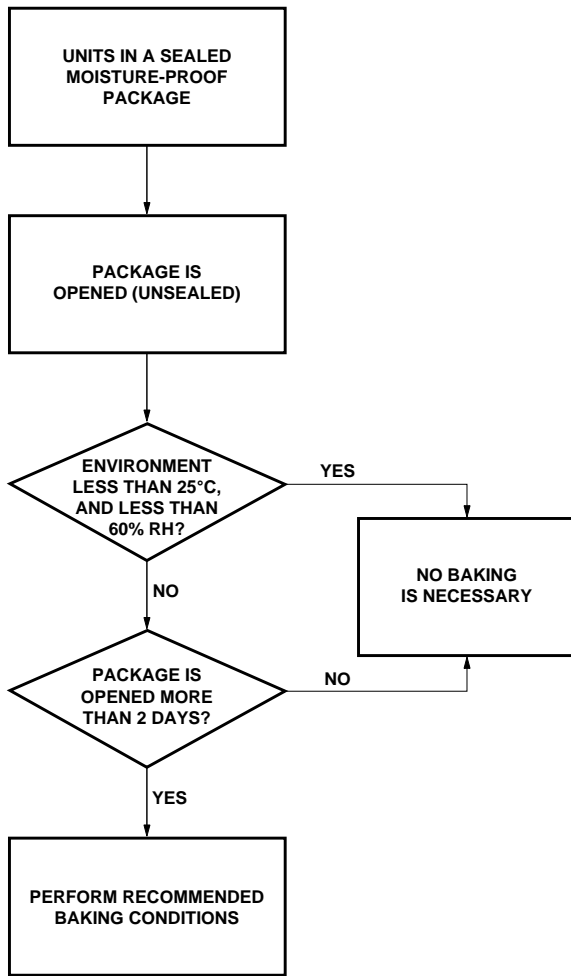 UNITS IN A SEALED
MOISTURE-PROOF
PACKAGE
PACKAGE IS
OPENED (UNSEALED)
ENVIRONMENT
LESS THAN 25°C,
AND LESS THAN
60% RH?
YES
NO BAKING
IS NECESSARY
NO
PACKAGE IS
OPENED MORE
THAN 2 DAYS?
NO
YES
PERFORM RECOMMENDED
BAKING CONDITIONS